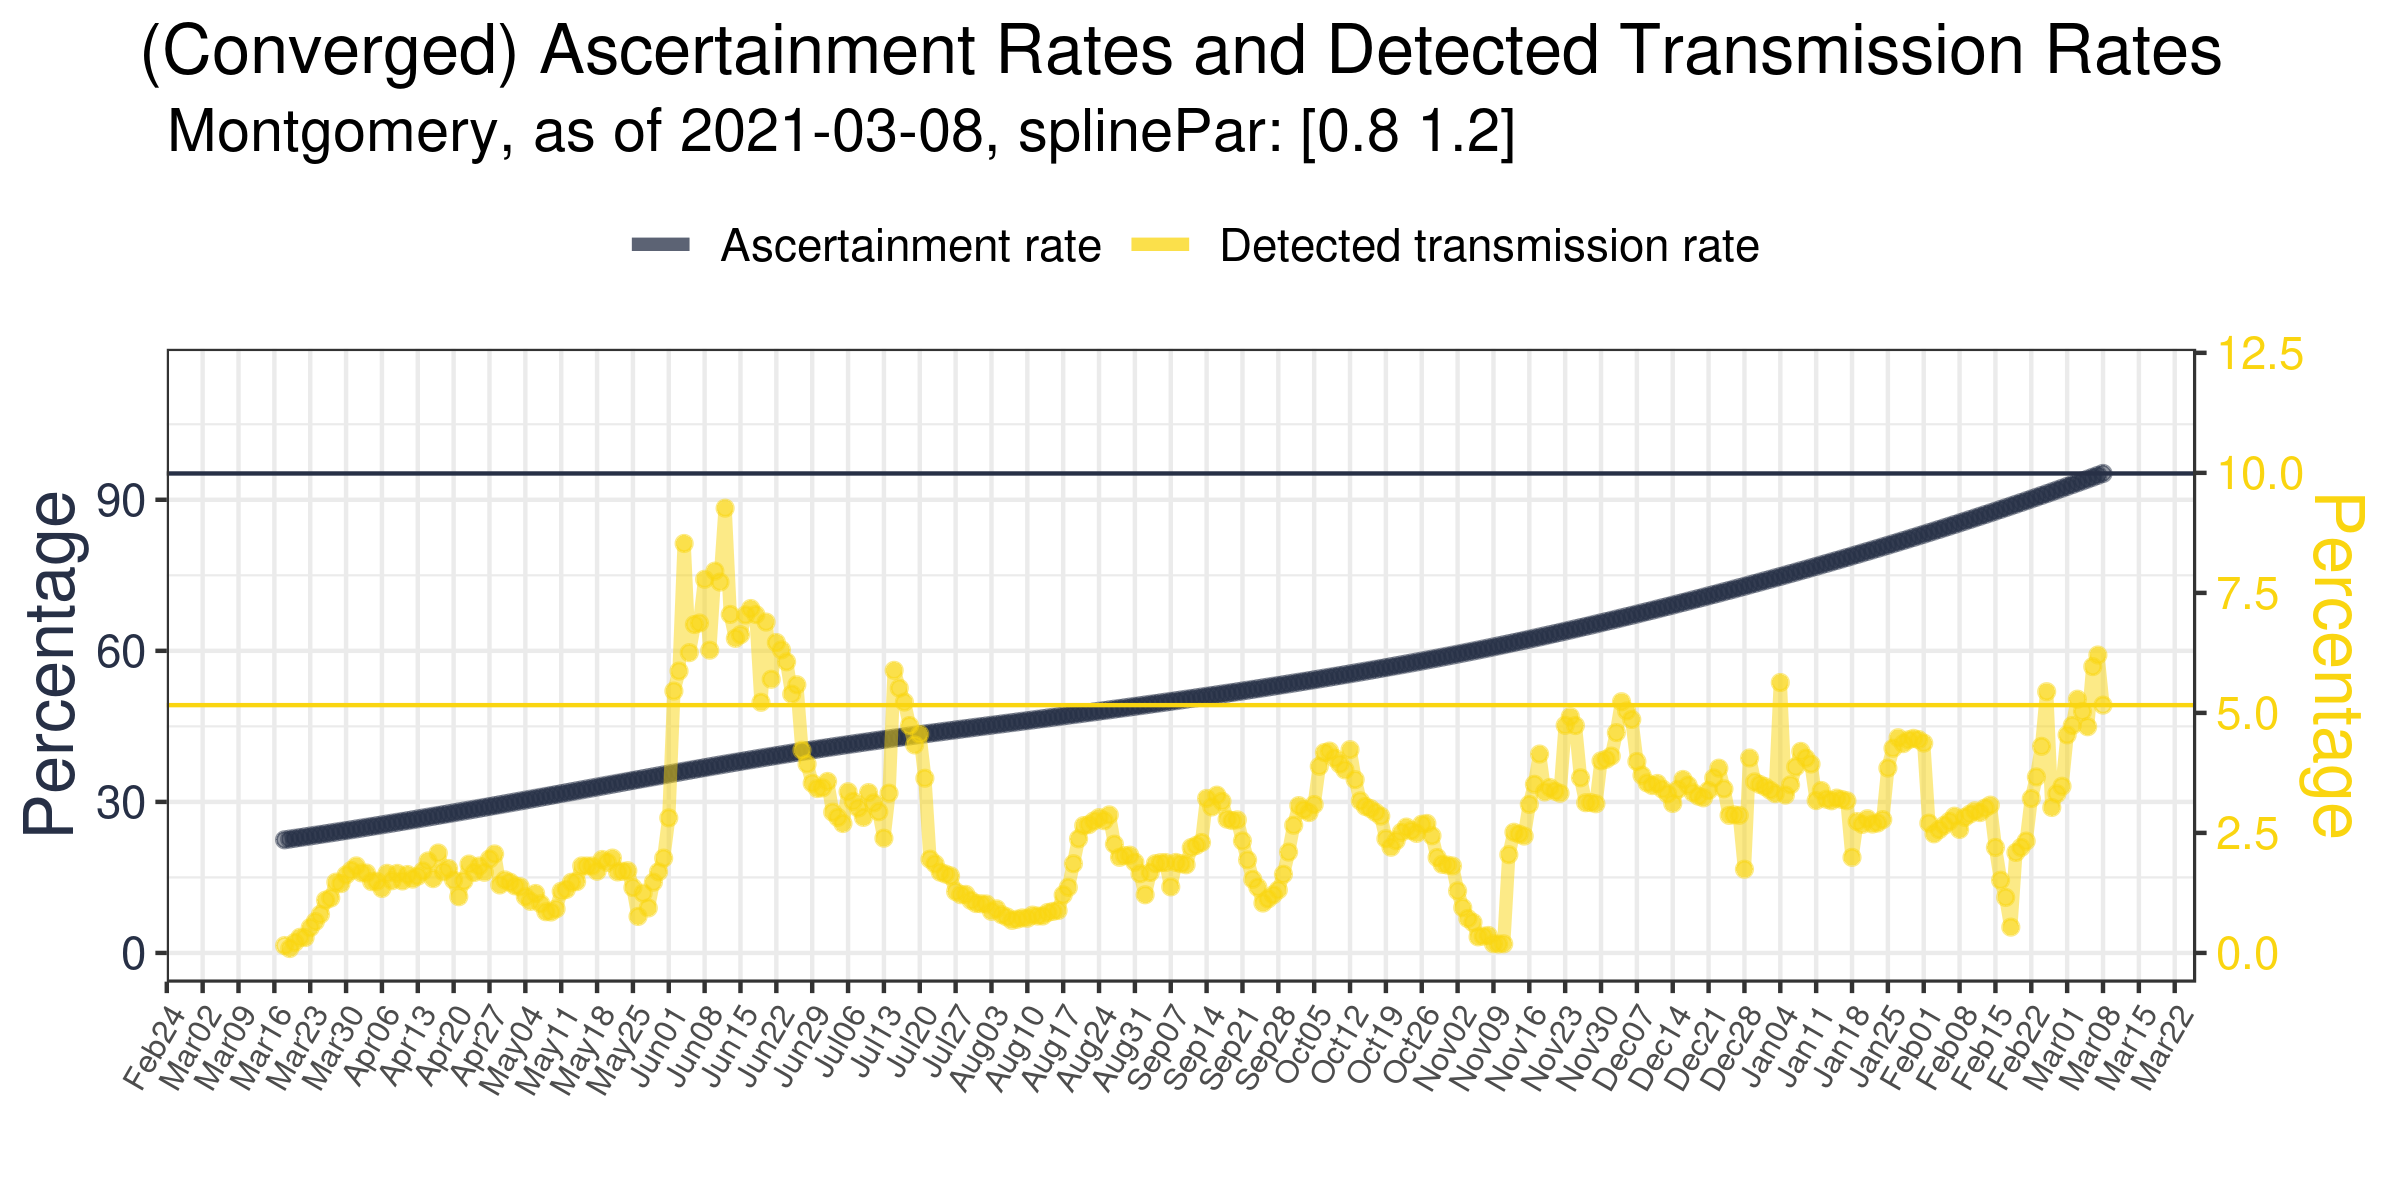 (Converged) Ascertainment Rates and Detected Transmission Rates
Montgomery, as of 2021-03-08, splinePar: [0.8 1.2]
Ascertainment rate Detected transmission rate
Percentage
90
60
30
0
12.5
10.0
7.5
5.0
2.5
0.0
Percentage
Feb24 Mar02 Mar09 Mar16 Mar23 Mar30 Apr06 Apr13 Apr20 Apr27 May04 May11 May18 May25 Jun01 Jun08 Jun15 Jun22 Jun29 Jul06 Jul13 Jul20 Jul27 Aug03 Aug10 Aug17 Aug24 Aug31 Sep07 Sep14 Sep21 Sep28 Oct05 Oct12 Oct19 Oct26 Nov02 Nov09 Nov16 Nov23 Nov30 Dec07 Dec14 Dec21 Dec28 Jan04 Jan11 Jan18 Jan25 Feb01 Feb08 Feb15 Feb22 Mar01 Mar08 Mar15 Mar22